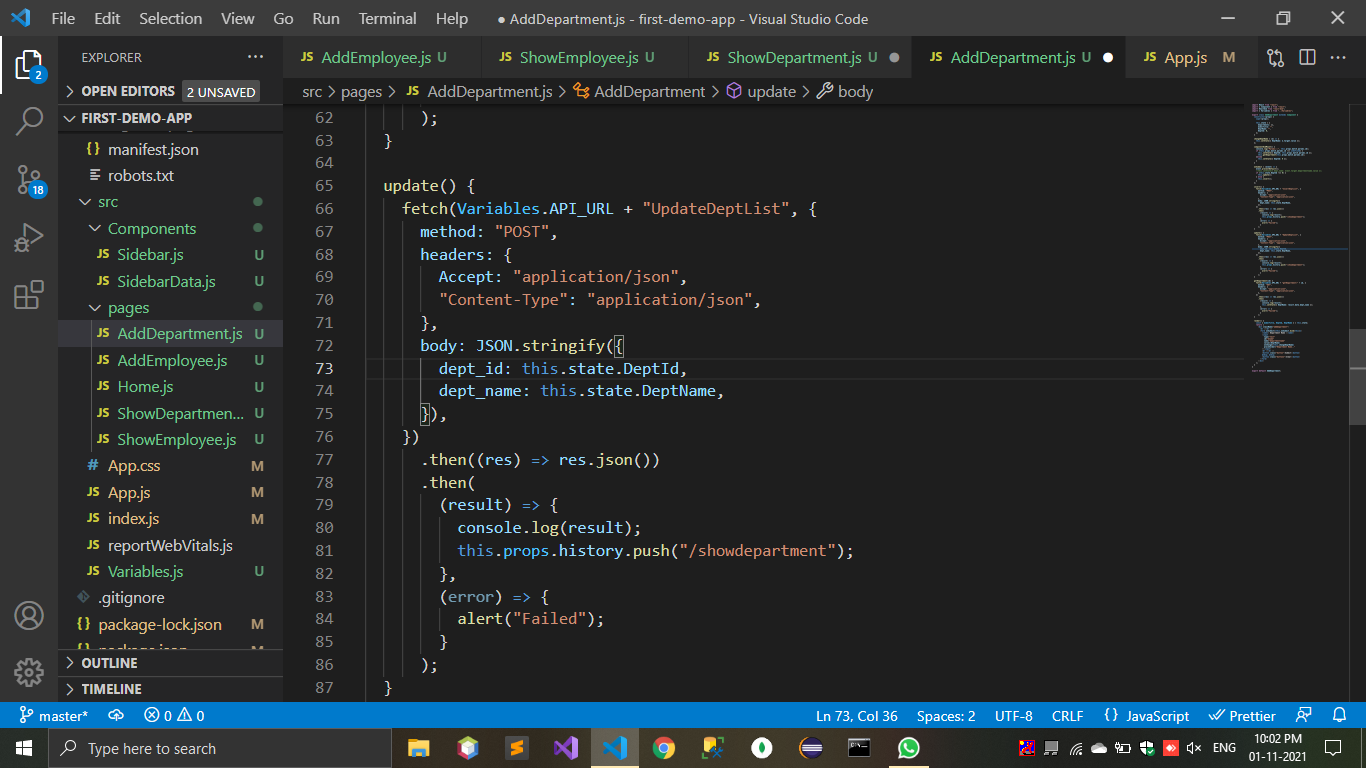 File Edit Selection View Go Run Terminal Help ● AddDepartment.js - first-demo-app - Visual Studio Code
EXPLORER ···
OPEN EDITORS 2 UNSAVED
FIRST-DEMO-APP
{} manifest.json
robots.txt
src
Components
JS Sidebar.js U
JS SidebarData.js U
pages
JS AddDepartment.js U
JS AddEmployee.js U
JS Home.js U
JS ShowDepartmen... U
JS ShowEmployee.js U
# App.css M
JS App.js M
JS index.js M
JS reportWebVitals.js
JS Variables.js U
.gitignore
{} package-lock.json M
OUTLINE
TIMELINE
2
18
JS AddEmployee.js U JS ShowEmployee.js U JS ShowDepartment.js U ● JS AddDepartment.js U ● JS App.js M ···
src > pages > JS AddDepartment.js > AddDepartment > update > body
62 );
63 }
64
65 update() {
66 fetch(Variables.API_URL + "UpdateDeptList", {
67 method: "POST",
68 headers: {
69 Accept: "application/json",
70 "Content-Type": "application/json",
71 },
72 body: JSON.stringify({
73 dept_id: this.state.DeptId,
74 dept_name: this.state.DeptName,
75 }),
76 })
77 .then((res) => res.json())
78 .then(
79 (result) => {
80 console.log(result);
81 this.props.history.push("/showdepartment");
82 },
83 (error) => {
84 alert("Failed");
85 }
86 );
87 }
master* 0 0 Ln 73, Col 36 Spaces: 2 UTF-8 CRLF {} JavaScript Prettier
Type here to search
ENG
10:02 PM
01-11-2021